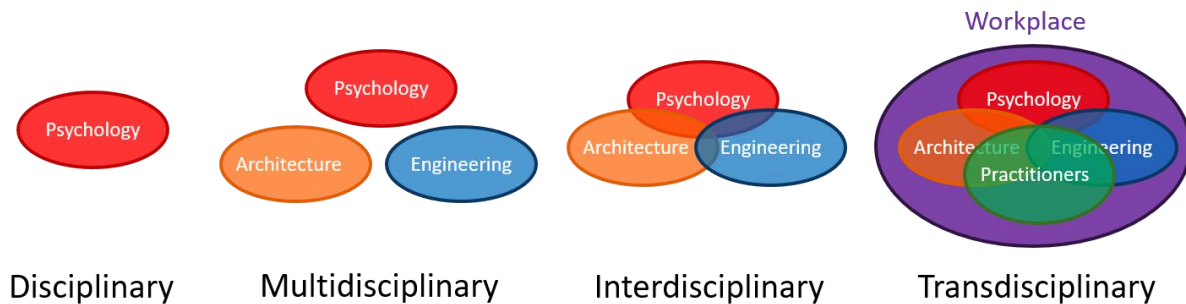 Workplace
Psychology
Psychology
Architecture
Engineering
Psychology
Architecture
Engineering
Psychology
Architecture
Engineering
Practitioners
Disciplinary
Multidisciplinary
Interdisciplinary
Transdisciplinary